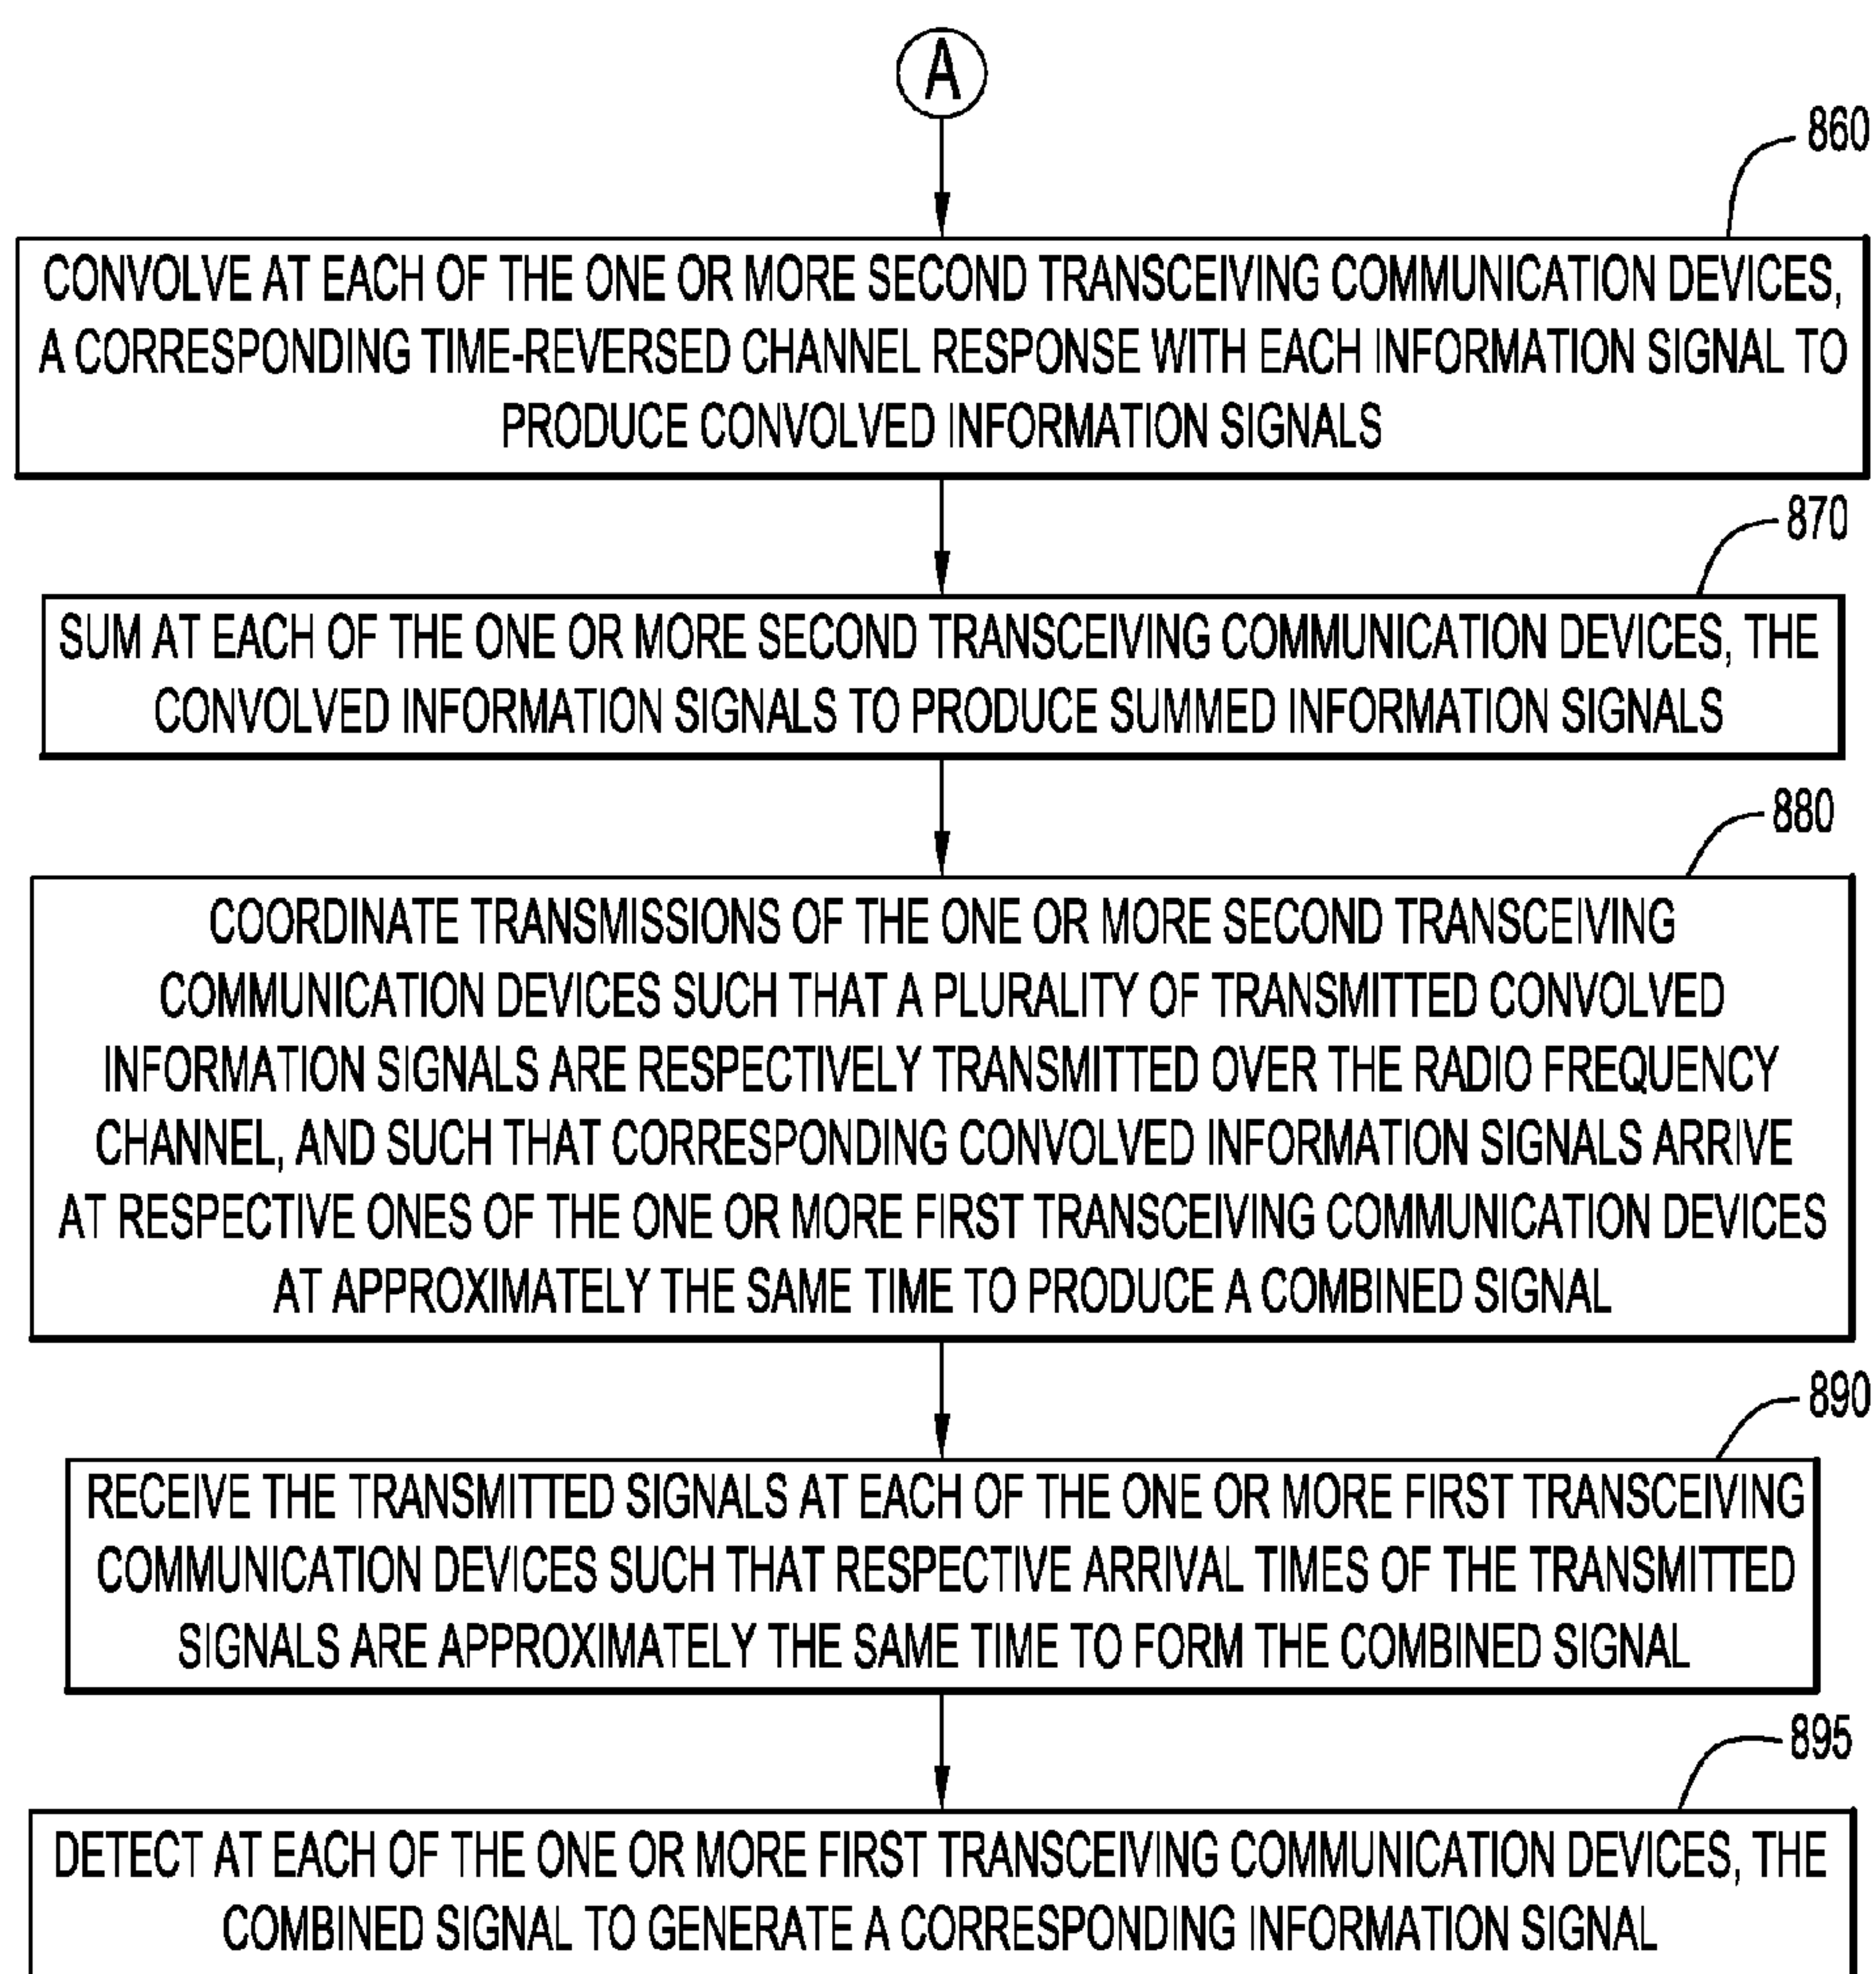 A
860
CONVOLVE AT EACH OF THE ONE OR MORE SECOND TRANSCEIVING COMMUNICATION DEVICES,
A CORRESPONDING TIME-REVERSED CHANNEL RESPONSE WITH EACH INFORMATION SIGNAL TO
PRODUCE CONVOLVED INFORMATION SIGNALS
870
SUM AT EACH OF THE ONE OR MORE SECOND TRANSCEIVING COMMUNICATION DEVICES, THE
CONVOLVED INFORMATION SIGNALS TO PRODUCE SUMMED INFORMATION SIGNALS
880
COORDINATE TRANSMISSIONS OF THE ONE OR MORE SECOND TRANSCEIVING
COMMUNICATION DEVICES SUCH THAT A PLURALITY OF TRANSMITTED CONVOLVED
INFORMATION SIGNALS ARE RESPECTIVELY TRANSMITTED OVER THE RADIO FREQUENCY
CHANNEL, AND SUCH THAT CORRESPONDING CONVOLVED INFORMATION SIGNALS ARRIVE
AT RESPECTIVE ONES OF THE ONE OR MORE FIRST TRANSCEIVING COMMUNICATION DEVICES
AT APPROXIMATELY THE SAME TIME TO PRODUCE A COMBINED SIGNAL
890
RECEIVE THE TRANSMITTED SIGNALS AT EACH OF THE ONE OR MORE FIRST TRANSCEIVING
COMMUNICATION DEVICES SUCH THAT RESPECTIVE ARRIVAL TIMES OF THE TRANSMITTED
SIGNALS ARE APPROXIMATELY THE SAME TIME TO FORM THE COMBINED SIGNAL
895
DETECT AT EACH OF THE ONE OR MORE FIRST TRANSCEIVING COMMUNICATION DEVICES, THE
COMBINED SIGNAL TO GENERATE A CORRESPONDING INFORMATION SIGNAL